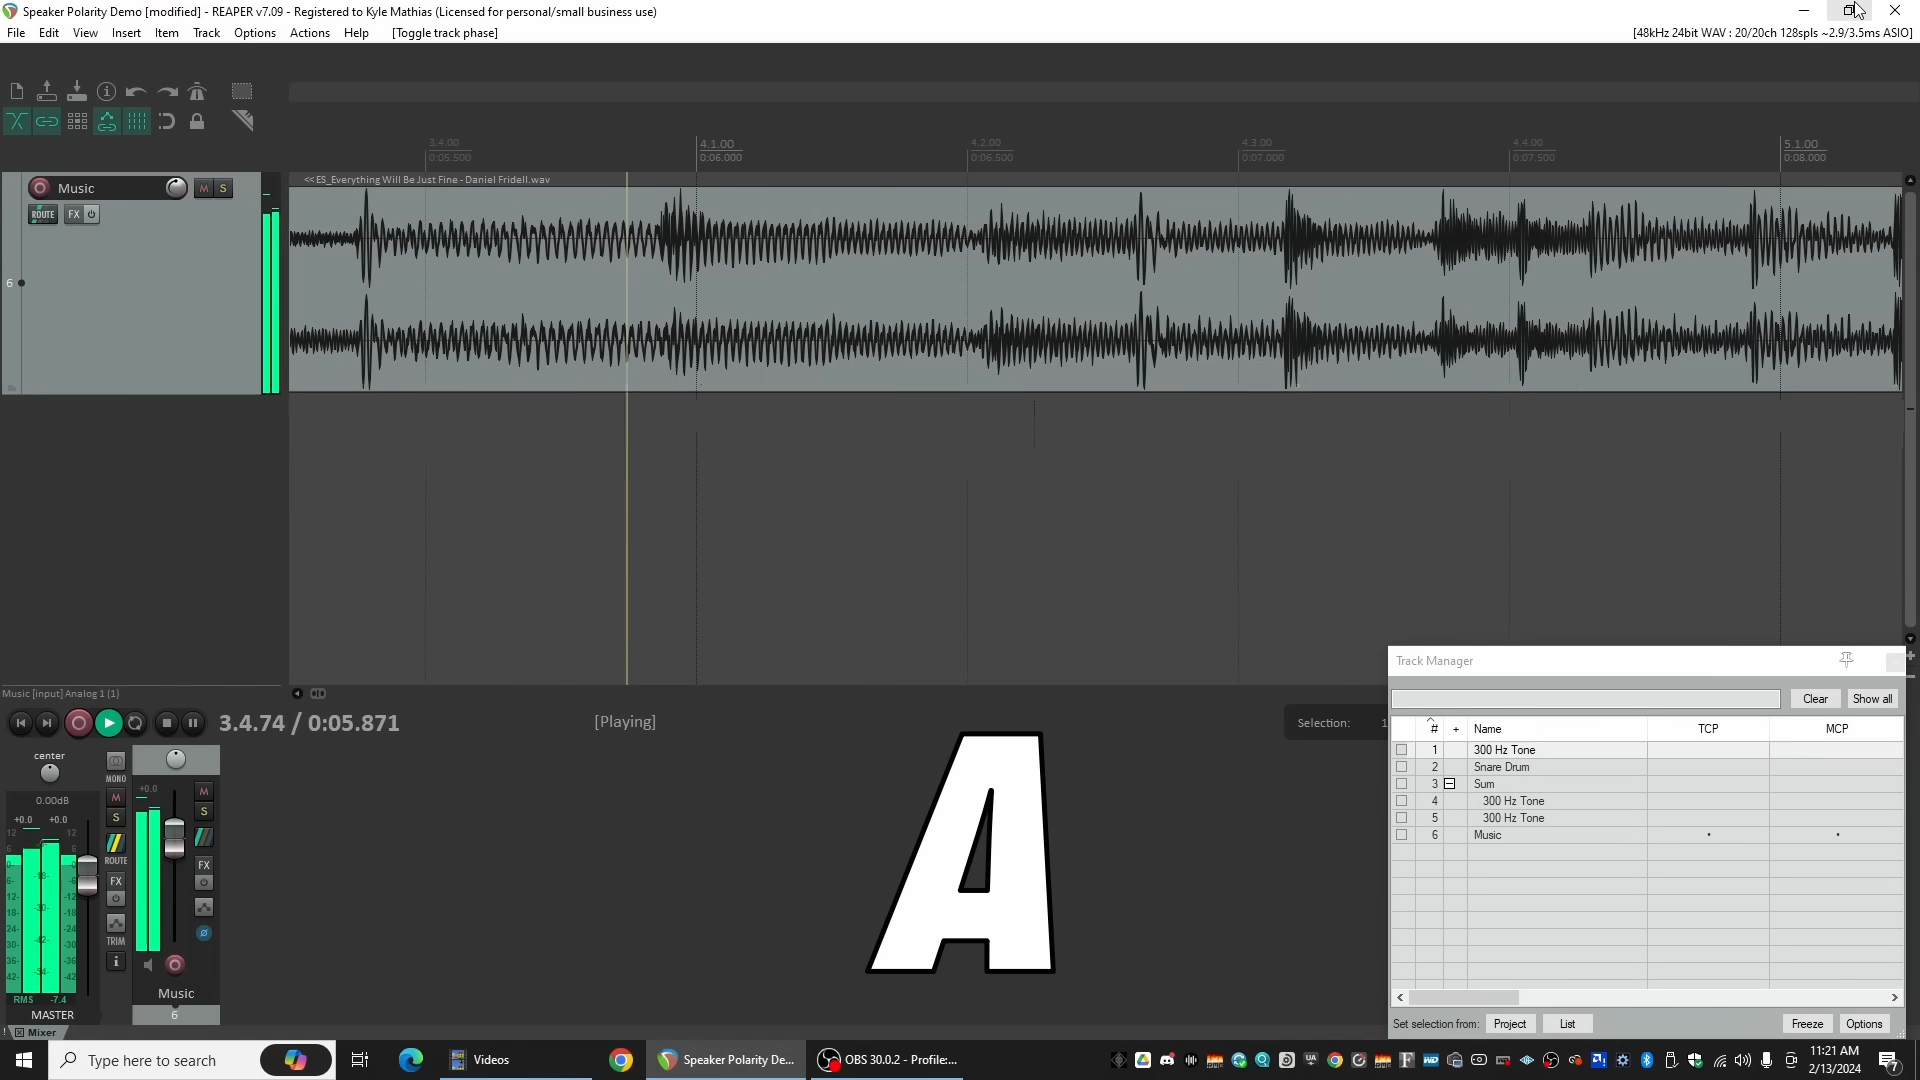 Speaker Polarity Demo [modified] - REAPER v7.09 - Registered to Kyle Mathias (Licensed for personal/small business use)
File Edit View Insert Item Track Options Actions Help [Toggle track phase]
[48kHz 24bit WAV : 20/20ch 128spls ~2.9/3.5ms ASIO]
3.4.00 4.1.00 4.2.00 4.3.00 4.4.00 5.1.00
0:05.500 0:06.000 0:06.500 0:07.000 0:07.500 0:08.000
<< ES_Everything Will Be Just Fine - Daniel Fridell.wav
Music M S
ROUTE FX
6
Music [input] Analog 1 (1)
3.4.74 / 0:05.871
[Playing]
Selection: 1
center
MONO
0.00dB
M
S
+0.0 +0.0
ROUTE
FX
TRIM
RMS -7.4
MASTER
+0.0
M
S
FX
Music
6
Mixer
A
Track Manager
Clear Show all
# + Name TCP MCP
1 300 Hz Tone
2 Snare Drum
3 Sum
4 300 Hz Tone
5 300 Hz Tone
6 Music • •
Set selection from: Project List Freeze Options
Type here to search
Videos
Speaker Polarity De...
OBS 30.0.2 - Profile:...
11:21 AM
2/13/2024
7